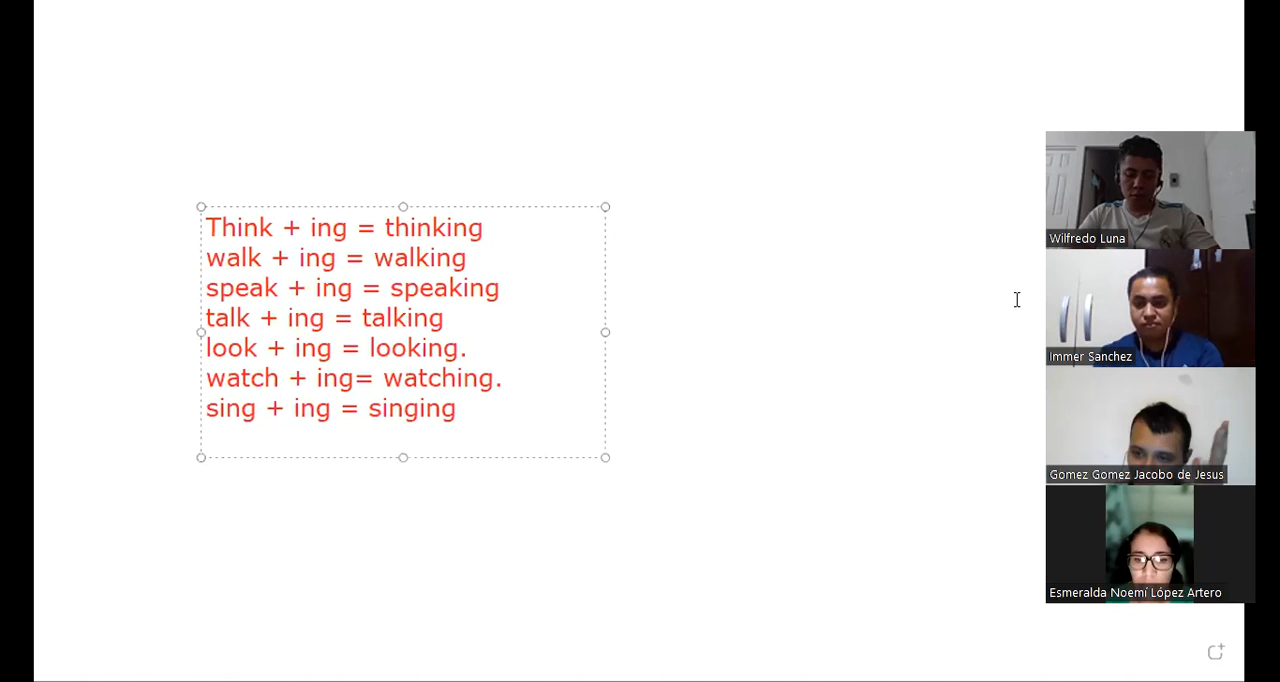 Think + ing = thinking
walk + ing = walking
speak + ing = speaking
talk + ing = talking
look + ing = looking.
watch + ing= watching.
sing + ing = singing
Wilfredo Luna
Immer Sanchez
Gomez Gomez Jacobo de Jesus
Esmeralda Noemí López Artero